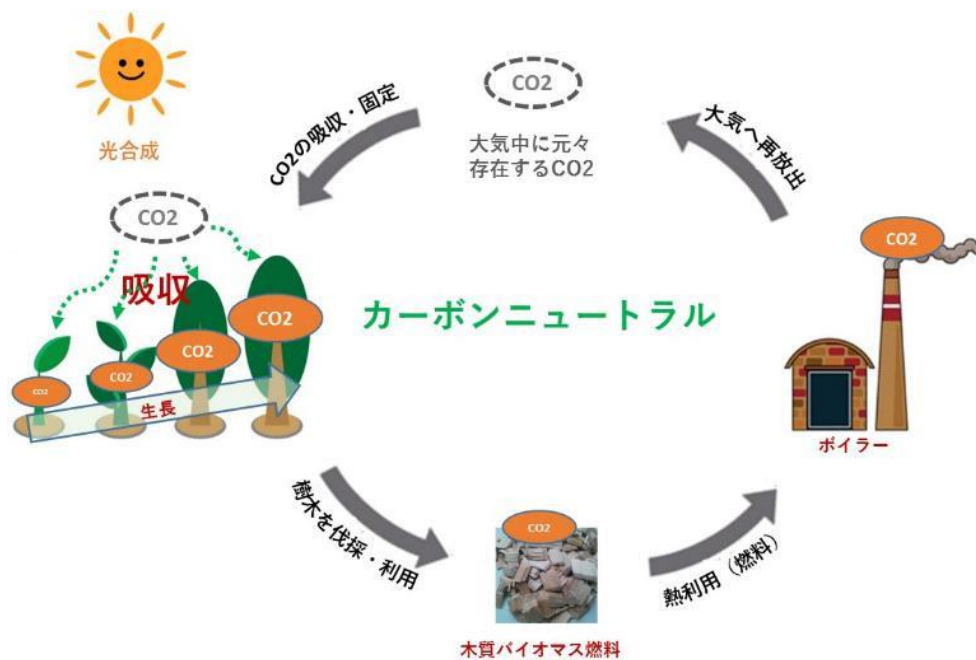 CO2
大気中に元々
存在するCO2
CO2の吸収・固定
大気へ再放出
光合成
CO2
吸収
CO2
CO2
CO2
CO2
生長
カーボンニュートラル
CO2
ボイラー
樹木を伐採・利用
CO2
木質バイオマス燃料
熱利用（燃料）